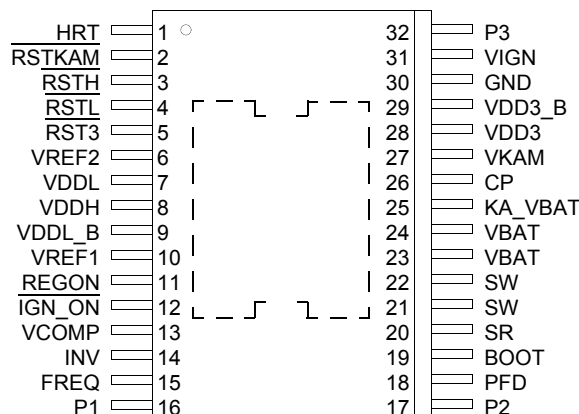 HRT 1 32 P3
RSTKAM 2 31 VIGN
RSTH 3 30 GND
RSTL 4 29 VDD3_B
RST3 5 28 VDD3
VREF2 6 27 VKAM
VDDL 7 26 CP
VDDH 8 25 KA_VBAT
VDDL_B 9 24 VBAT
VREF1 10 23 VBAT
REGON 11 22 SW
IGN_ON 12 21 SW
VCOMP 13 20 SR
INV 14 19 BOOT
FREQ 15 18 PFD
P1 16 17 P2